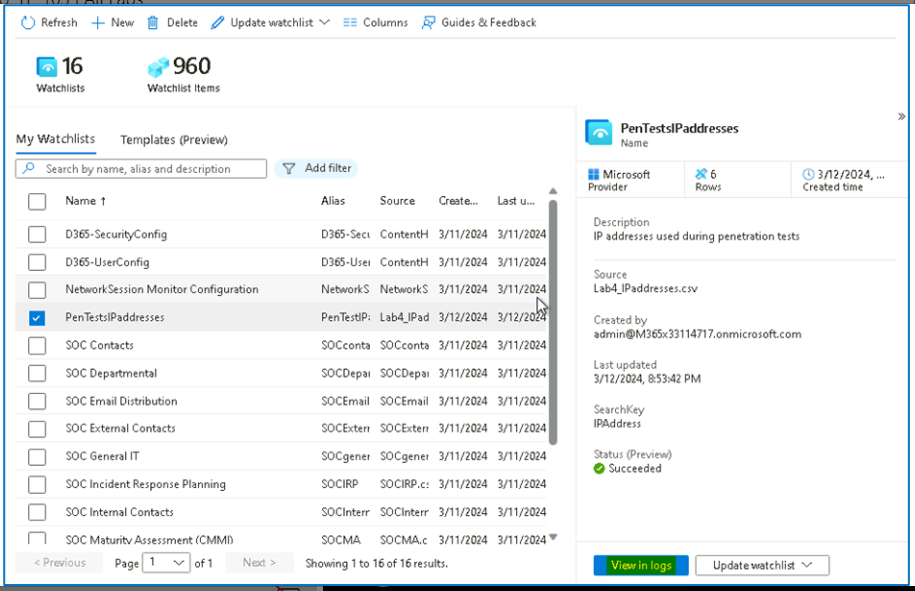 Refresh New Delete Update watchlist Columns Guides & Feedback
16
Watchlists
960
Watchlist Items
My Watchlists Templates (Preview)
Search by name, alias and description Add filter
Name ↑ Alias Source Create... Last u...
D365-SecurityConfig D365-Secu ContentH 3/11/2024 3/11/2024
D365-UserConfig D365-User ContentH 3/11/2024 3/11/2024
NetworkSession Monitor Configuration NetworkS NetworkS 3/11/2024 3/11/2024
PenTestsIPaddresses PenTestIP Lab4_IPad 3/12/2024 3/12/2024
SOC Contacts SOCconta SOCconta 3/11/2024 3/11/2024
SOC Departmental SOCDepar SOCDepar 3/11/2024 3/11/2024
SOC Email Distribution SOCEmail SOCEmail 3/11/2024 3/11/2024
SOC External Contacts SOCExterr SOCExterr 3/11/2024 3/11/2024
SOC General IT SOCgener SOCgener 3/11/2024 3/11/2024
SOC Incident Response Planning SOCIRP SOCIRP.c: 3/11/2024 3/11/2024
SOC Internal Contacts SOCInterr SOCInterr 3/11/2024 3/11/2024
SOC Maturity Assessment (CMMI) SOCMA SOCMA.c 3/11/2024 3/11/2024
< Previous Page 1 of 1 Next > Showing 1 to 16 of 16 results.
»
PenTestsIPaddresses
Name
Microsoft
Provider
6
Rows
3/12/2024, ...
Created time
Description
IP addresses used during penetration tests
Source
Lab4_IPaddresses.csv
Created by
admin@M365x33114717.onmicrosoft.com
Last updated
3/12/2024, 8:53:42 PM
SearchKey
IPAddress
Status (Preview)
Succeeded
View in logs Update watchlist